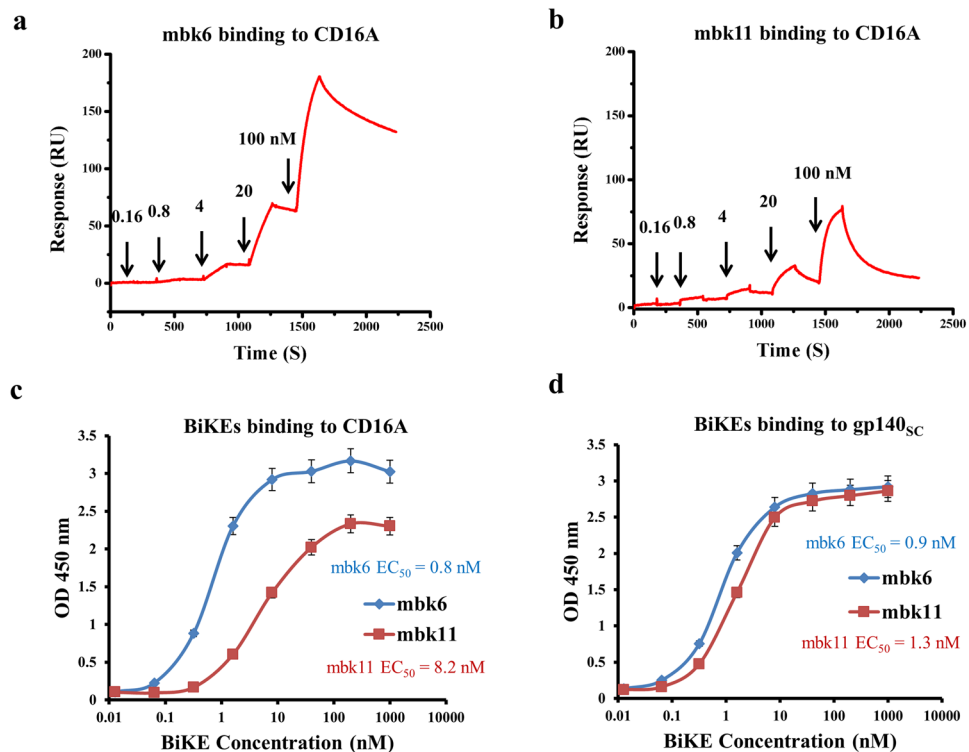 a
mbk6 binding to CD16A
200
150
100
50
0
Response (RU)
0.16
0.8
4
20
100 nM
0
500
1000
1500
2000
2500
Time (S)
b
mbk11 binding to CD16A
200
150
100
50
0
Response (RU)
0.16
0.8
4
20
100 nM
0
500
1000
1500
2000
2500
Time (S)
c
BiKEs binding to CD16A
3.5
3
2.5
2
1.5
1
0.5
0
OD 450 nm
mbk6 EC50 = 0.8 nM
mbk6
mbk11
mbk11 EC50 = 8.2 nM
0.01
0.1
1
10
100
1000
10000
BiKE Concentration (nM)
d
BiKEs binding to gp140SC
3.5
3
2.5
2
1.5
1
0.5
0
OD 450 nm
mbk6 EC50 = 0.9 nM
mbk6
mbk11
mbk11 EC50 = 1.3 nM
0.01
0.1
1
10
100
1000
10000
BiKE Concentration (nM)